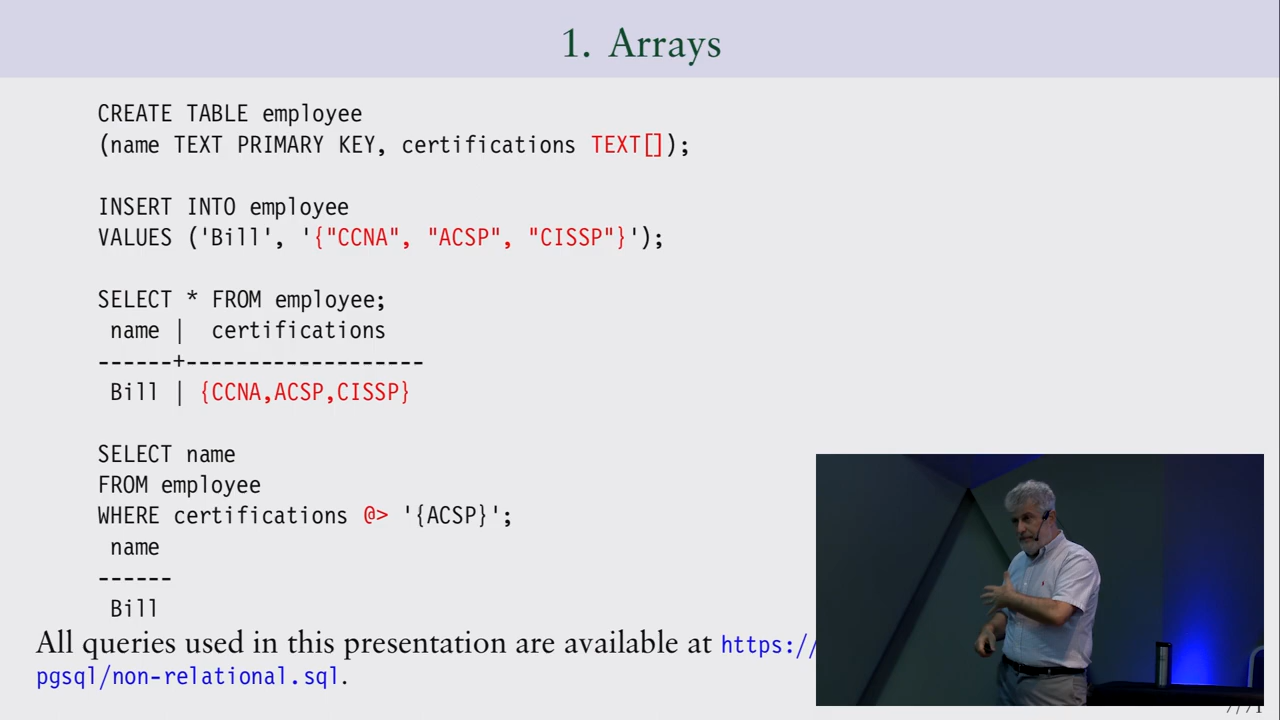 1. Arrays
CREATE TABLE employee
(name TEXT PRIMARY KEY, certifications TEXT[]);
INSERT INTO employee
VALUES ('Bill', '{"CCNA", "ACSP", "CISSP"}');
SELECT * FROM employee;
name | certifications
------+-------------------
Bill | {CCNA,ACSP,CISSP}
SELECT name
FROM employee
WHERE certifications @> '{ACSP}';
name
------
Bill
All queries used in this presentation are available at https://
pgsql/non-relational.sql.